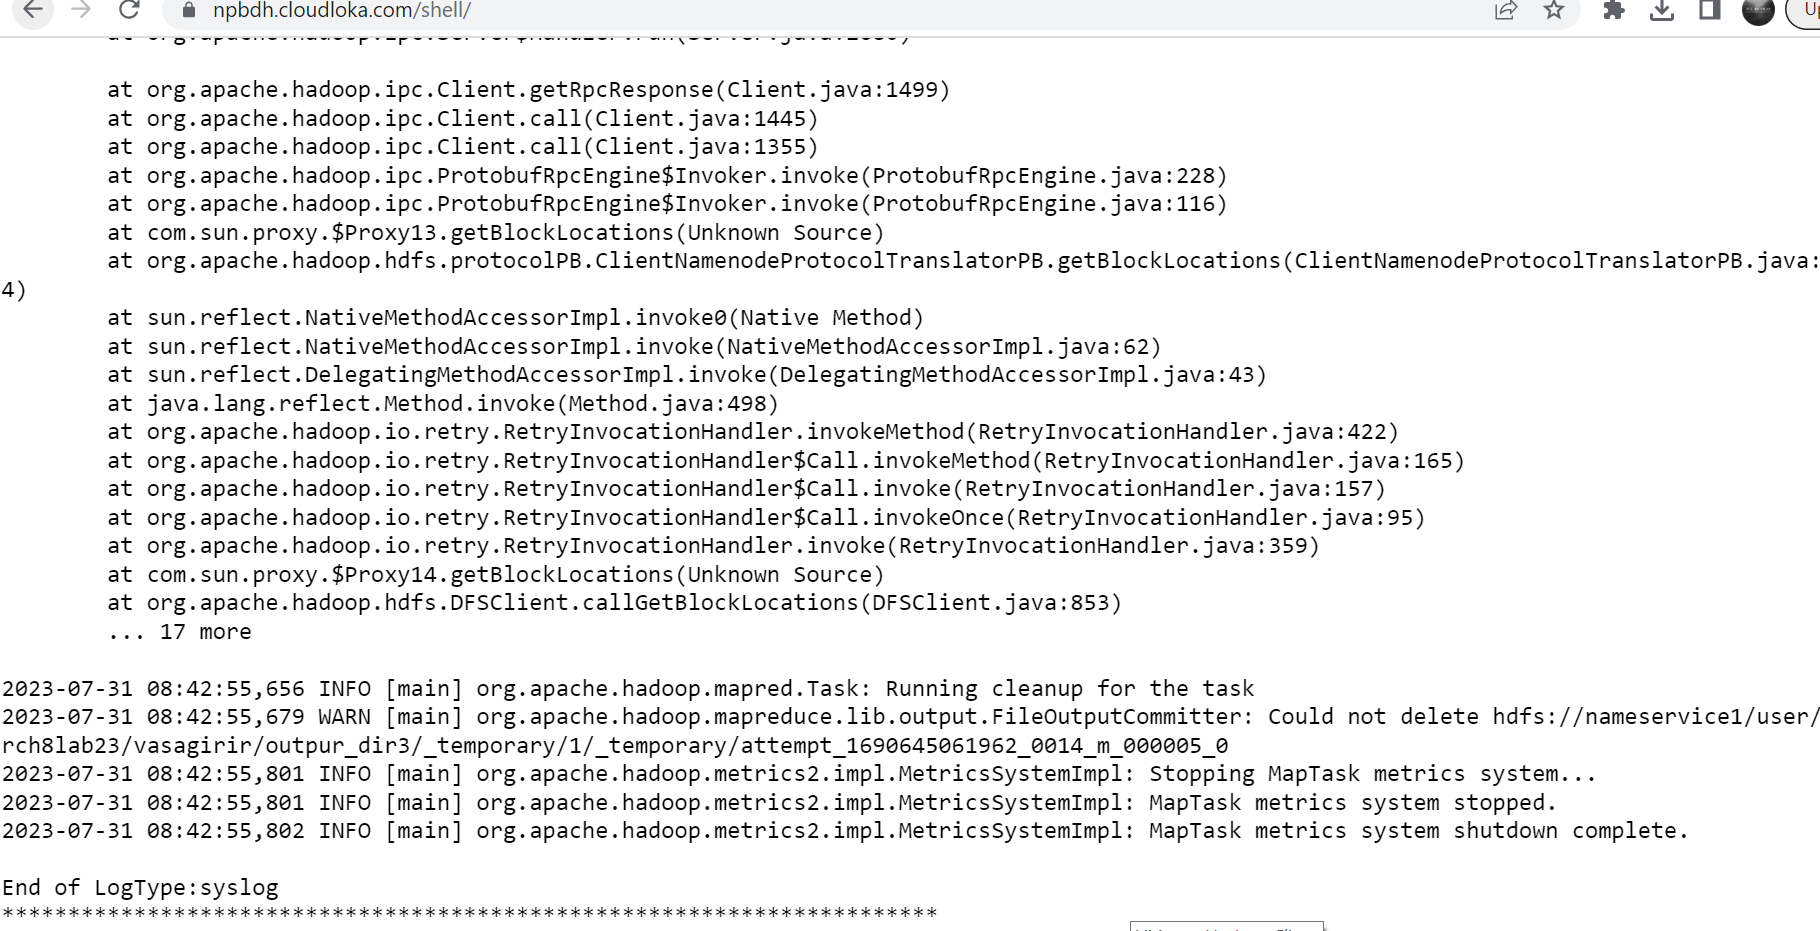 npbdh.cloudloka.com/shell/
at org.apache.hadoop.ipc.Client.getRpcResponse(Client.java:1499)
at org.apache.hadoop.ipc.Client.call(Client.java:1445)
at org.apache.hadoop.ipc.Client.call(Client.java:1355)
at org.apache.hadoop.ipc.ProtobufRpcEngine$Invoker.invoke(ProtobufRpcEngine.java:228)
at org.apache.hadoop.ipc.ProtobufRpcEngine$Invoker.invoke(ProtobufRpcEngine.java:116)
at com.sun.proxy.$Proxy13.getBlockLocations(Unknown Source)
at org.apache.hadoop.hdfs.protocolPB.ClientNamenodeProtocolTranslatorPB.getBlockLocations(ClientNamenodeProtocolTranslatorPB.java:
4)
at sun.reflect.NativeMethodAccessorImpl.invoke0(Native Method)
at sun.reflect.NativeMethodAccessorImpl.invoke(NativeMethodAccessorImpl.java:62)
at sun.reflect.DelegatingMethodAccessorImpl.invoke(DelegatingMethodAccessorImpl.java:43)
at java.lang.reflect.Method.invoke(Method.java:498)
at org.apache.hadoop.io.retry.RetryInvocationHandler.invokeMethod(RetryInvocationHandler.java:422)
at org.apache.hadoop.io.retry.RetryInvocationHandler$Call.invokeMethod(RetryInvocationHandler.java:165)
at org.apache.hadoop.io.retry.RetryInvocationHandler$Call.invoke(RetryInvocationHandler.java:157)
at org.apache.hadoop.io.retry.RetryInvocationHandler$Call.invokeOnce(RetryInvocationHandler.java:95)
at org.apache.hadoop.io.retry.RetryInvocationHandler.invoke(RetryInvocationHandler.java:359)
at com.sun.proxy.$Proxy14.getBlockLocations(Unknown Source)
at org.apache.hadoop.hdfs.DFSClient.callGetBlockLocations(DFSClient.java:853)
... 17 more
2023-07-31 08:42:55,656 INFO [main] org.apache.hadoop.mapred.Task: Running cleanup for the task
2023-07-31 08:42:55,679 WARN [main] org.apache.hadoop.mapreduce.lib.output.FileOutputCommitter: Could not delete hdfs://nameservice1/user/
rch8lab23/vasagirir/outpur_dir3/_temporary/1/_temporary/attempt_1690645061962_0014_m_000005_0
2023-07-31 08:42:55,801 INFO [main] org.apache.hadoop.metrics2.impl.MetricsSystemImpl: Stopping MapTask metrics system...
2023-07-31 08:42:55,801 INFO [main] org.apache.hadoop.metrics2.impl.MetricsSystemImpl: MapTask metrics system stopped.
2023-07-31 08:42:55,802 INFO [main] org.apache.hadoop.metrics2.impl.MetricsSystemImpl: MapTask metrics system shutdown complete.
End of LogType:syslog
***********************************************************************